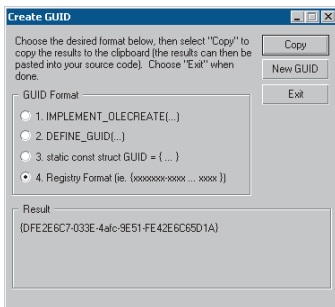 Create GUID
Choose the desired format below, then select "Copy" to
copy the results to the clipboard (the results can then be
pasted into your source code). Choose "Exit" when
done.
Copy
New GUID
Exit
GUID Format
1. IMPLEMENT_OLECREATE(...)
2. DEFINE_GUID(...)
3. static const struct GUID = { ... }
4. Registry Format (ie. {xxxxxxxx-xxxx ... xxxx })
Result
{DFE2E6C7-033E-4afc-9E51-FE42E6C65D1A}